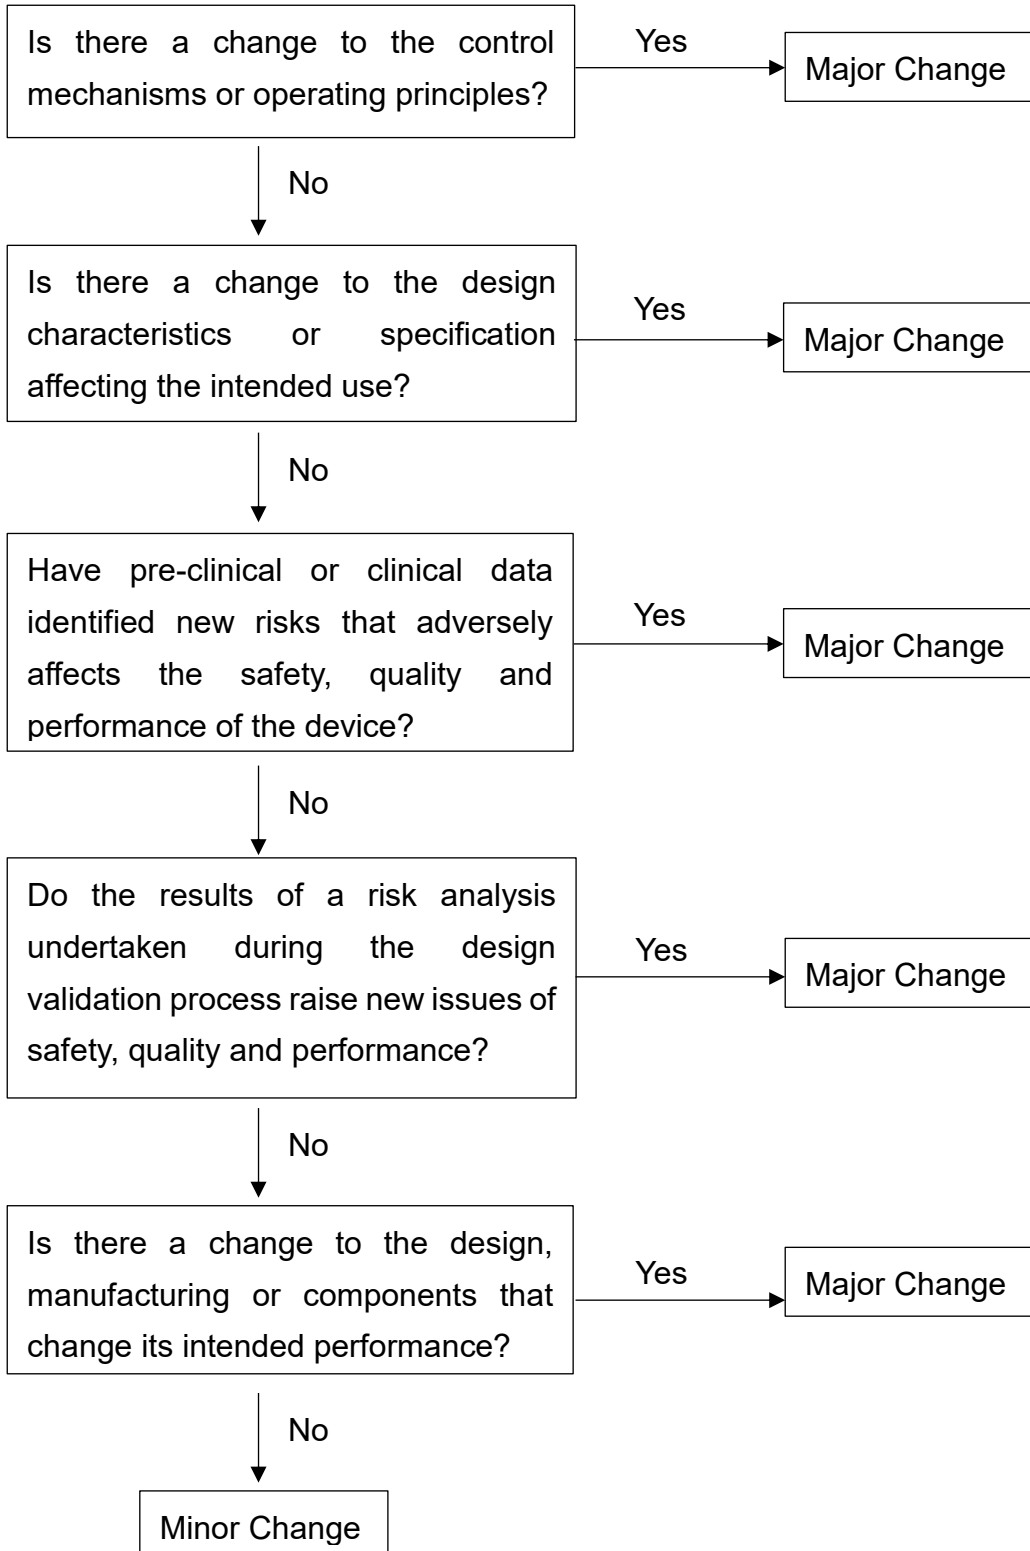 Is there a change to the control
mechanisms or operating principles?
Yes
Major Change
No
Is there a change to the design
characteristics or specification
affecting the intended use?
Yes
Major Change
No
Have pre-clinical or clinical data
identified new risks that adversely
affects the safety, quality and
performance of the device?
Yes
Major Change
No
Do the results of a risk analysis
undertaken during the design
validation process raise new issues of
safety, quality and performance?
Yes
Major Change
No
Is there a change to the design,
manufacturing or components that
change its intended performance?
Yes
Major Change
No
Minor Change